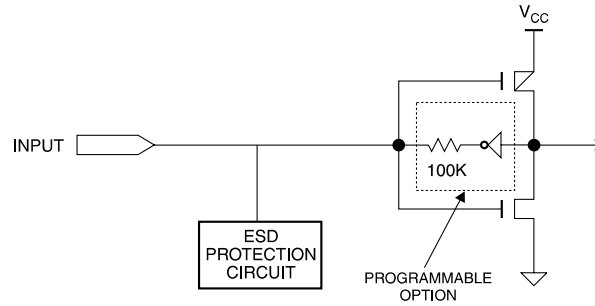 VCC
INPUT
100K
ESD
PROTECTION
CIRCUIT
PROGRAMMABLE
OPTION